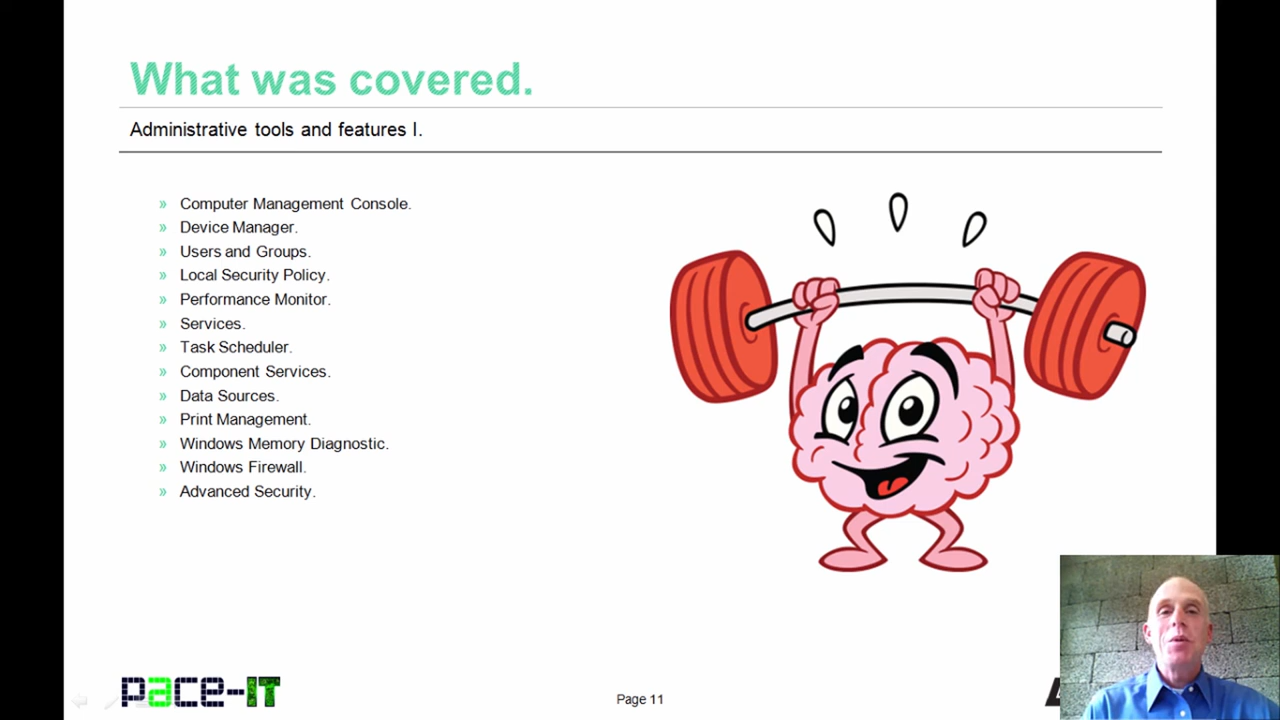 What was covered.
Administrative tools and features I.
» Computer Management Console.
» Device Manager.
» Users and Groups.
» Local Security Policy.
» Performance Monitor.
» Services.
» Task Scheduler.
» Component Services.
» Data Sources.
» Print Management.
» Windows Memory Diagnostic.
» Windows Firewall.
» Advanced Security.
pace-IT
Page 11